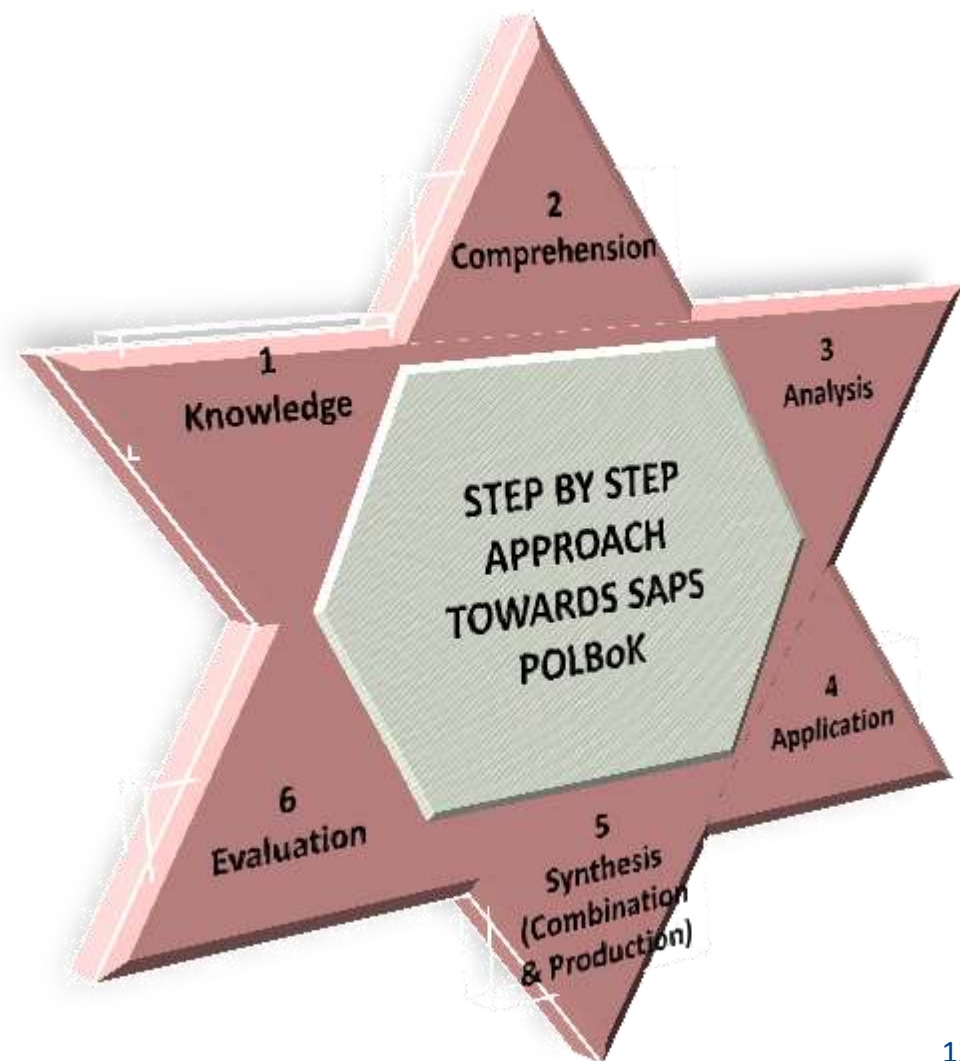 1
Knowledge
2
Comprehension
3
Analysis
4
Application
5
Synthesis
(Combination
& Production)
6
Evaluation
STEP BY STEP
APPROACH
TOWARDS SAPS
POLBoK
1